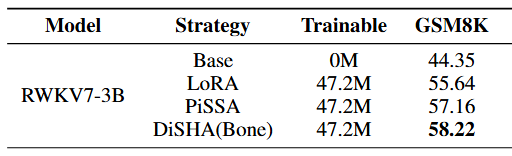 Model Strategy Trainable GSM8K
Base 0M 44.35
LoRA 47.2M 55.64
RWKV7-3B
PiSSA 47.2M 57.16
DiSHA(Bone) 47.2M 58.22